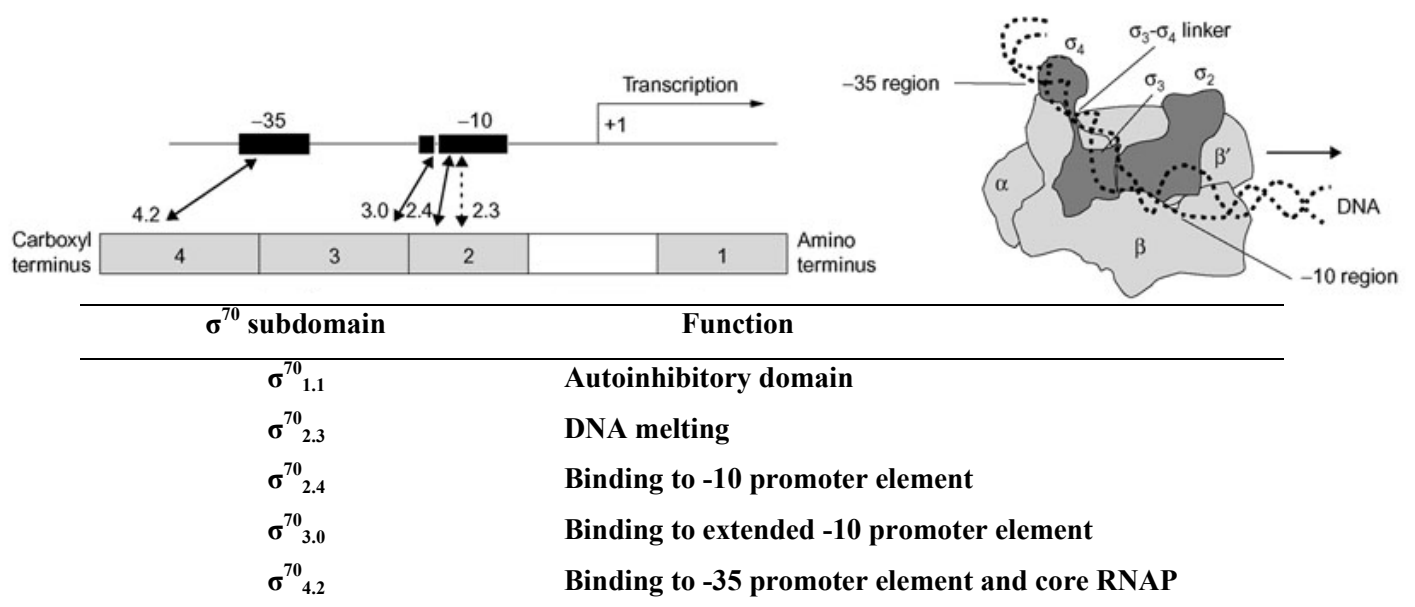 Transcription
−35
−10
+1
4.2
3.0
2.4
2.3
Carboxyl
terminus
4
3
2
1
Amino
terminus
σ4
σ3-σ4 linker
−35 region
σ3
σ2
α
β′
β
DNA
−10 region
σ70 subdomain Function
σ70 1.1 Autoinhibitory domain
σ70 2.3 DNA melting
σ70 2.4 Binding to -10 promoter element
σ70 3.0 Binding to extended -10 promoter element
σ70 4.2 Binding to -35 promoter element and core RNAP